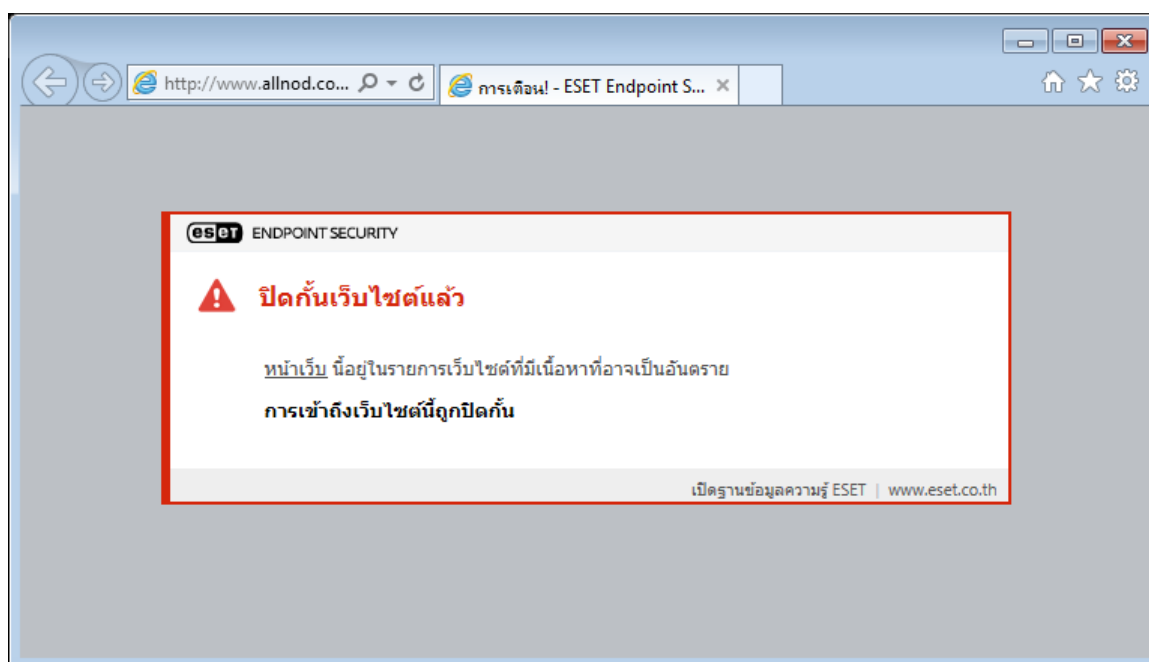 http://www.allnod.co...
การเตือน! - ESET Endpoint S...
eseT ENDPOINT SECURITY
ปิดกั้นเว็บไซต์แล้ว
หน้าเว็บ นี้อยู่ในรายการเว็บไซต์ที่มีเนื้อหาที่อาจเป็นอันตราย
การเข้าถึงเว็บไซต์นี้ถูกปิดกั้น
เปิดฐานข้อมูลความรู้ ESET | www.eset.co.th